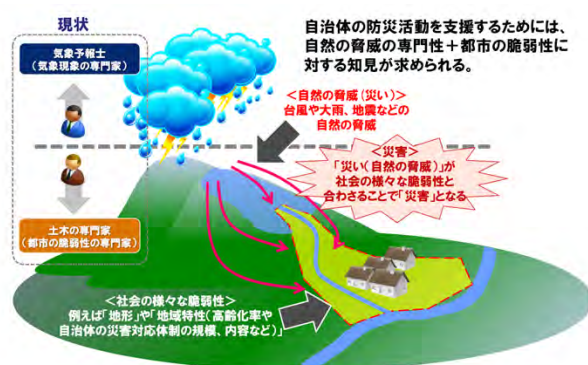 現状
気象予報士
(気象現象の専門家)
土木の専門家
(都市の脆弱性の専門家)
自治体の防災活動を支援するためには、
自然の脅威の専門性＋都市の脆弱性に
対する知見が求められる。
＜自然の脅威(災い)＞
台風や大雨、地震などの
自然の脅威
＜災害＞
「災い(自然の脅威)」が
社会の様々な脆弱性と
合わさることで「災害」となる
＜社会の様々な脆弱性＞
例えば「地形」や「地域特性(高齢化率や
自治体の災害対応体制の規模、内容など)」